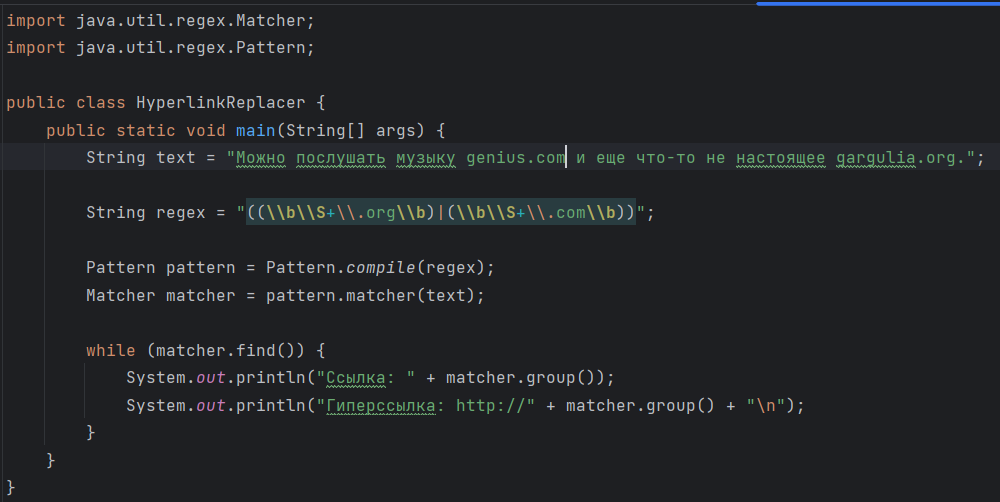 import java.util.regex.Matcher;
import java.util.regex.Pattern;
public class HyperlinkReplacer {
public static void main(String[] args) {
String text = "Можно послушать музыку genius.com и еще что-то не настоящее gargulia.org.";
String regex = "((\\b\\S+\\.org\\b)|(\\b\\S+\\.com\\b))";
Pattern pattern = Pattern.compile(regex);
Matcher matcher = pattern.matcher(text);
while (matcher.find()) {
System.out.println("Ссылка: " + matcher.group());
System.out.println("Гиперссылка: http://" + matcher.group() + "\n");
}
}
}